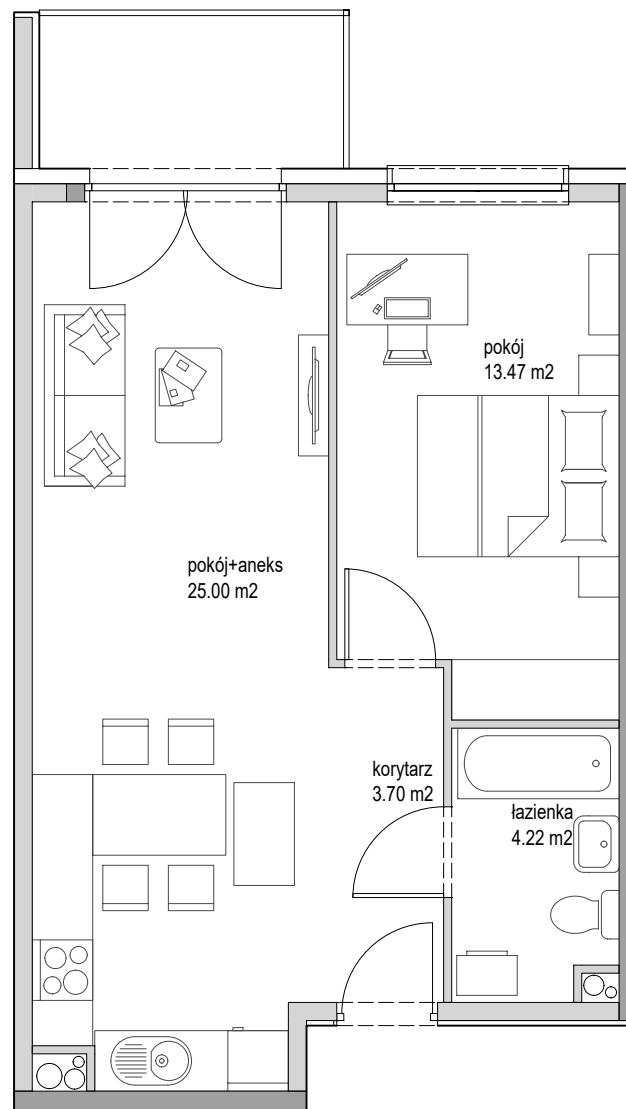 pokój
13.47 m2
pokój+aneks
25.00 m2
korytarz
3.70 m2
łazienka
4.22 m2